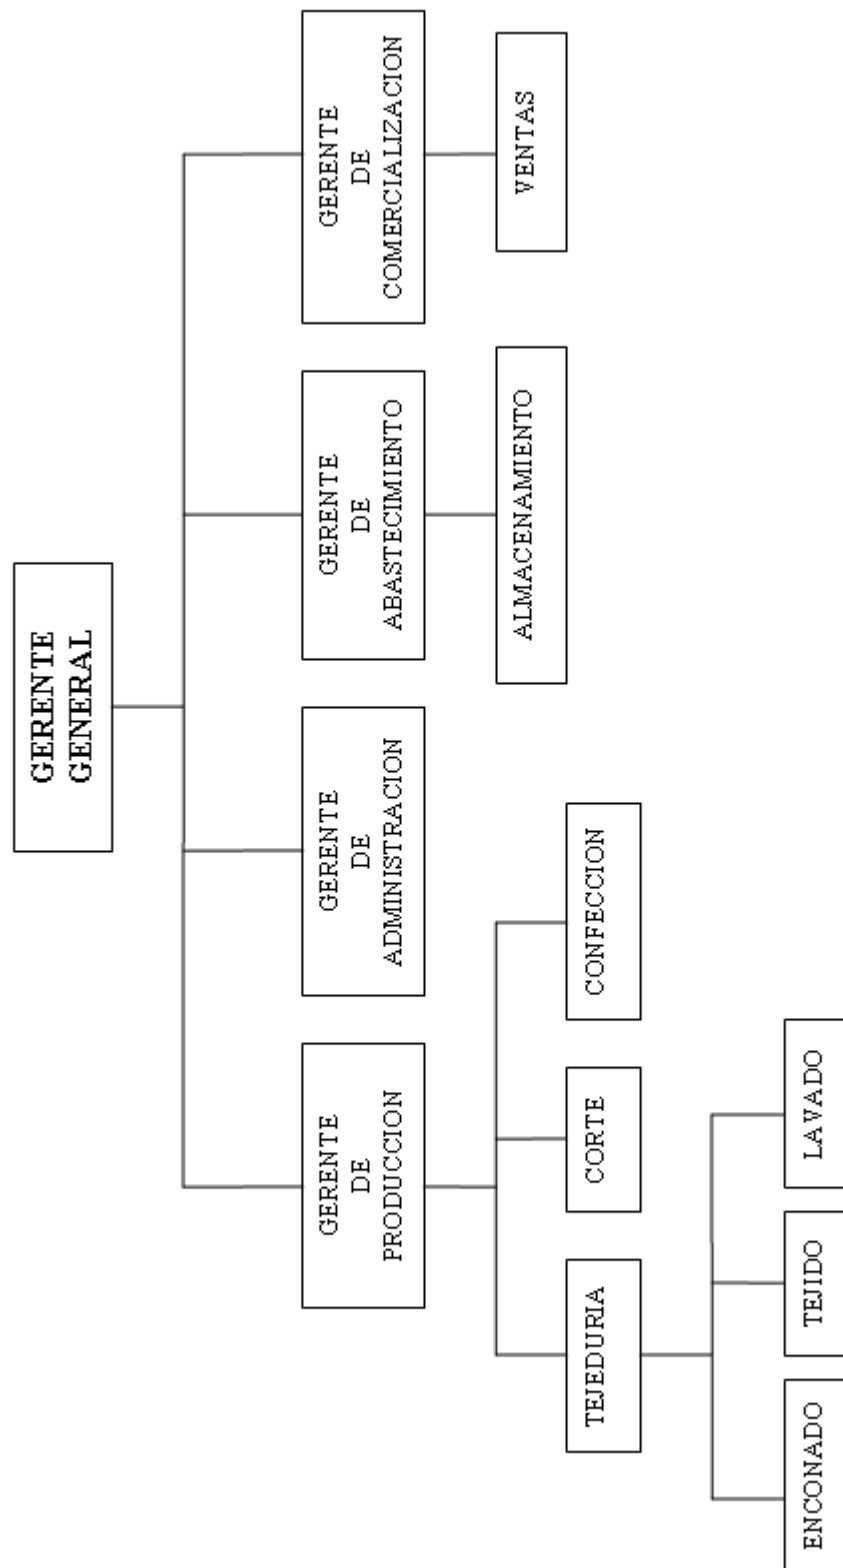 GERENTE
GENERAL
GERENTE
DE
PRODUCCION
GERENTE
DE
ADMINISTRACION
GERENTE
DE
ABASTECIMIENTO
GERENTE
DE
COMERCIALIZACION
ALMACENAMIENTO
VENTAS
TEJEDURIA
CORTE
CONFECCION
ENCONADO
TEJIDO
LAVADO